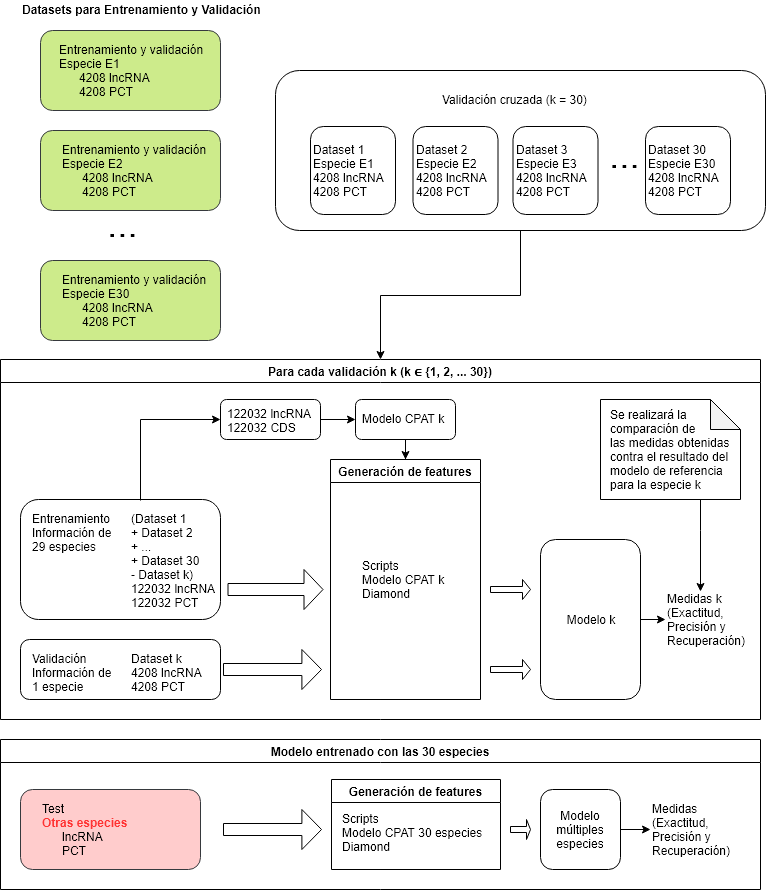 Datasets para Entrenamiento y Validación
Entrenamiento y validación
Especie E1
4208 lncRNA
4208 PCT
Entrenamiento y validación
Especie E2
4208 lncRNA
4208 PCT
...
Entrenamiento y validación
Especie E30
4208 lncRNA
4208 PCT
Validación cruzada (k = 30)
Dataset 1
Especie E1
4208 lncRNA
4208 PCT
Dataset 2
Especie E2
4208 lncRNA
4208 PCT
Dataset 3
Especie E3
4208 lncRNA
4208 PCT
...
Dataset 30
Especie E30
4208 lncRNA
4208 PCT
Para cada validación k (k ∈ {1, 2, ... 30})
122032 lncRNA
122032 CDS
Modelo CPAT k
Se realizará la
comparación de
las medidas obtenidas
contra el resultado del
modelo de referencia
para la especie k
Generación de features
Scripts
Modelo CPAT k
Diamond
Entrenamiento
Información de
29 especies
(Dataset 1
+ Dataset 2
+ ...
+ Dataset 30
- Dataset k)
122032 lncRNA
122032 PCT
Validación
Información de
1 especie
Dataset k
4208 lncRNA
4208 PCT
Modelo k
Medidas k
(Exactitud,
Precisión y
Recuperación)
Modelo entrenado con las 30 especies
Test
Otras especies
lncRNA
PCT
Generación de features
Scripts
Modelo CPAT 30 especies
Diamond
Modelo
múltiples
especies
Medidas
(Exactitud,
Precisión y
Recuperación)